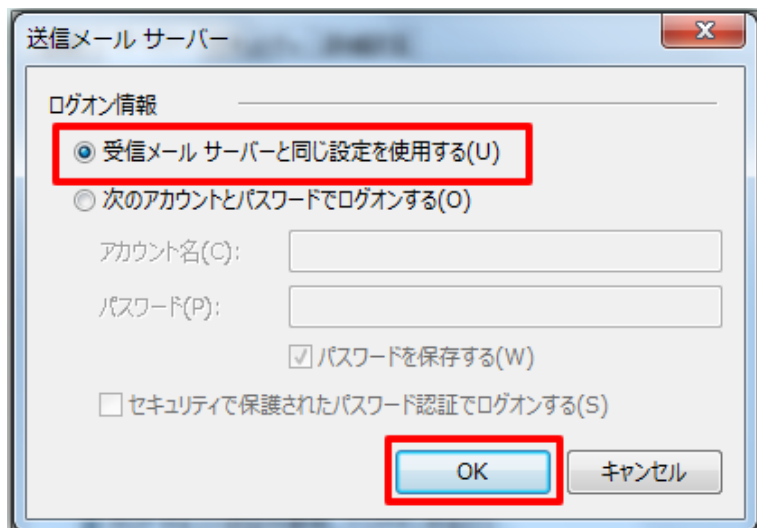 送信メール サーバー
ログオン情報
受信メール サーバーと同じ設定を使用する(U)
次のアカウントとパスワードでログオンする(O)
アカウント名(C):
パスワード(P):
パスワードを保存する(W)
セキュリティで保護されたパスワード認証でログオンする(S)
OK キャンセル